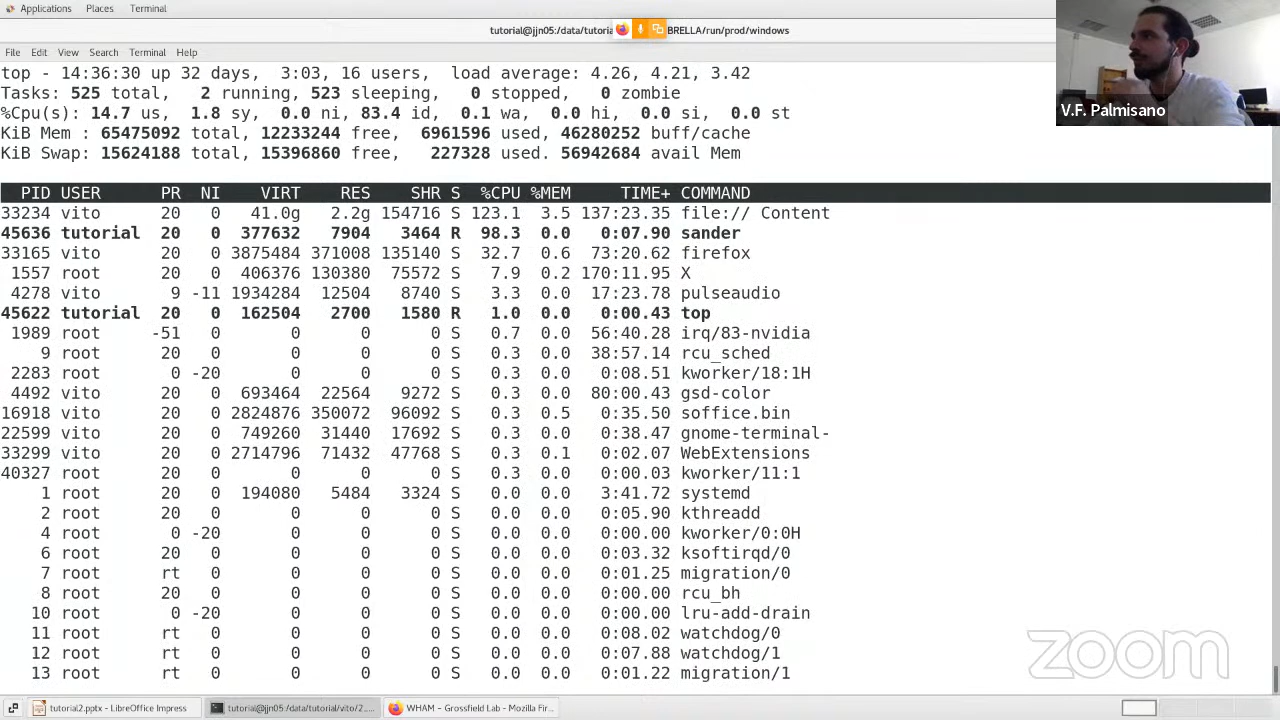 Applications Places Terminal
tutorial@jjn05:/data/tutoria BRELLA/run/prod/windows
File Edit View Search Terminal Help
V.F. Palmisano
top - 14:36:30 up 32 days, 3:03, 16 users, load average: 4.26, 4.21, 3.42
Tasks: 525 total, 2 running, 523 sleeping, 0 stopped, 0 zombie
%Cpu(s): 14.7 us, 1.8 sy, 0.0 ni, 83.4 id, 0.1 wa, 0.0 hi, 0.0 si, 0.0 st
KiB Mem : 65475092 total, 12233244 free, 6961596 used, 46280252 buff/cache
KiB Swap: 15624188 total, 15396860 free, 227328 used. 56942684 avail Mem
PID USER PR NI VIRT RES SHR S %CPU %MEM TIME+ COMMAND
33234 vito 20 0 41.0g 2.2g 154716 S 123.1 3.5 137:23.35 file:// Content
45636 tutorial 20 0 377632 7904 3464 R 98.3 0.0 0:07.90 sander
33165 vito 20 0 3875484 371008 135140 S 32.7 0.6 73:20.62 firefox
1557 root 20 0 406376 130380 75572 S 7.9 0.2 170:11.95 X
4278 vito 9 -11 1934284 12504 8740 S 3.3 0.0 17:23.78 pulseaudio
45622 tutorial 20 0 162504 2700 1580 R 1.0 0.0 0:00.43 top
1989 root -51 0 0 0 0 S 0.7 0.0 56:40.28 irq/83-nvidia
9 root 20 0 0 0 0 S 0.3 0.0 38:57.14 rcu_sched
2283 root 0 -20 0 0 0 S 0.3 0.0 0:08.51 kworker/18:1H
4492 vito 20 0 693464 22564 9272 S 0.3 0.0 80:00.43 gsd-color
16918 vito 20 0 2824876 350072 96092 S 0.3 0.5 0:35.50 soffice.bin
22599 vito 20 0 749260 31440 17692 S 0.3 0.0 0:38.47 gnome-terminal-
33299 vito 20 0 2714796 71432 47768 S 0.3 0.1 0:02.07 WebExtensions
40327 root 20 0 0 0 0 S 0.3 0.0 0:00.03 kworker/11:1
1 root 20 0 194080 5484 3324 S 0.0 0.0 3:41.72 systemd
2 root 20 0 0 0 0 S 0.0 0.0 0:05.90 kthreadd
4 root 0 -20 0 0 0 S 0.0 0.0 0:00.00 kworker/0:0H
6 root 20 0 0 0 0 S 0.0 0.0 0:03.32 ksoftirqd/0
7 root rt 0 0 0 0 S 0.0 0.0 0:01.25 migration/0
8 root 20 0 0 0 0 S 0.0 0.0 0:00.00 rcu_bh
10 root 0 -20 0 0 0 S 0.0 0.0 0:00.00 lru-add-drain
11 root rt 0 0 0 0 S 0.0 0.0 0:08.02 watchdog/0
12 root rt 0 0 0 0 S 0.0 0.0 0:07.88 watchdog/1
13 root rt 0 0 0 0 S 0.0 0.0 0:01.22 migration/1
zoom
tutorial2.pptx - LibreOffice Impress tutorial@jjn05:/data/tutorial/vito/2.... WHAM – Grossfield Lab - Mozilla Fir...